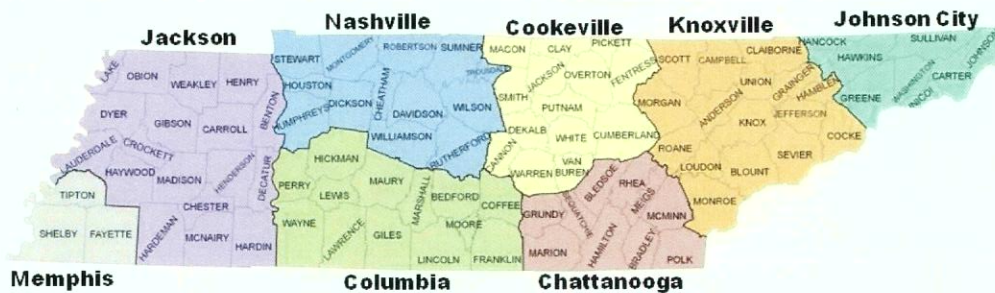 Nashville
Cookeville
Knoxville
Johnson City
Jackson
LAKE
OBION
WEAKLEY
HENRY
DYER
GIBSON
CARROLL
BENTON
LAUDERDALE
CROCKETT
HAYWOOD
MADISON
HENDERSON
DECATUR
CHESTER
HARDEMAN
MCNAIRY
HARDIN
TIPTON
SHELBY
FAYETTE
Memphis
STEWART
MONTGOMERY
ROBERTSON
SUMNER
HOUSTON
HUMPHREYS
DICKSON
CHEATHAM
DAVIDSON
WILSON
TROUSDALE
WILLIAMSON
RUTHERFORD
HICKMAN
PERRY
LEWIS
MAURY
MARSHALL
BEDFORD
COFFEE
WAYNE
LAWRENCE
GILES
MOORE
LINCOLN
FRANKLIN
Columbia
MACON
CLAY
PICKETT
SMITH
JACKSON
OVERTON
FENTRESS
PUTNAM
DEKALB
WHITE
CUMBERLAND
CANNON
WARREN
VAN
BUREN
BLEDSOE
RHEA
MEIGS
SEQUATCHIE
GRUNDY
MCMINN
MARION
HAMILTON
BRADLEY
POLK
Chattanooga
SCOTT
CAMPBELL
CLAIBORNE
UNION
GRAINGER
HAMBLEN
MORGAN
ANDERSON
KNOX
JEFFERSON
COCKE
ROANE
LOUDON
BLOUNT
SEVIER
MONROE
HANCOCK
SULLIVAN
JOHNSON
HAWKINS
WASHINGTON
CARTER
GREENE
UNICOI